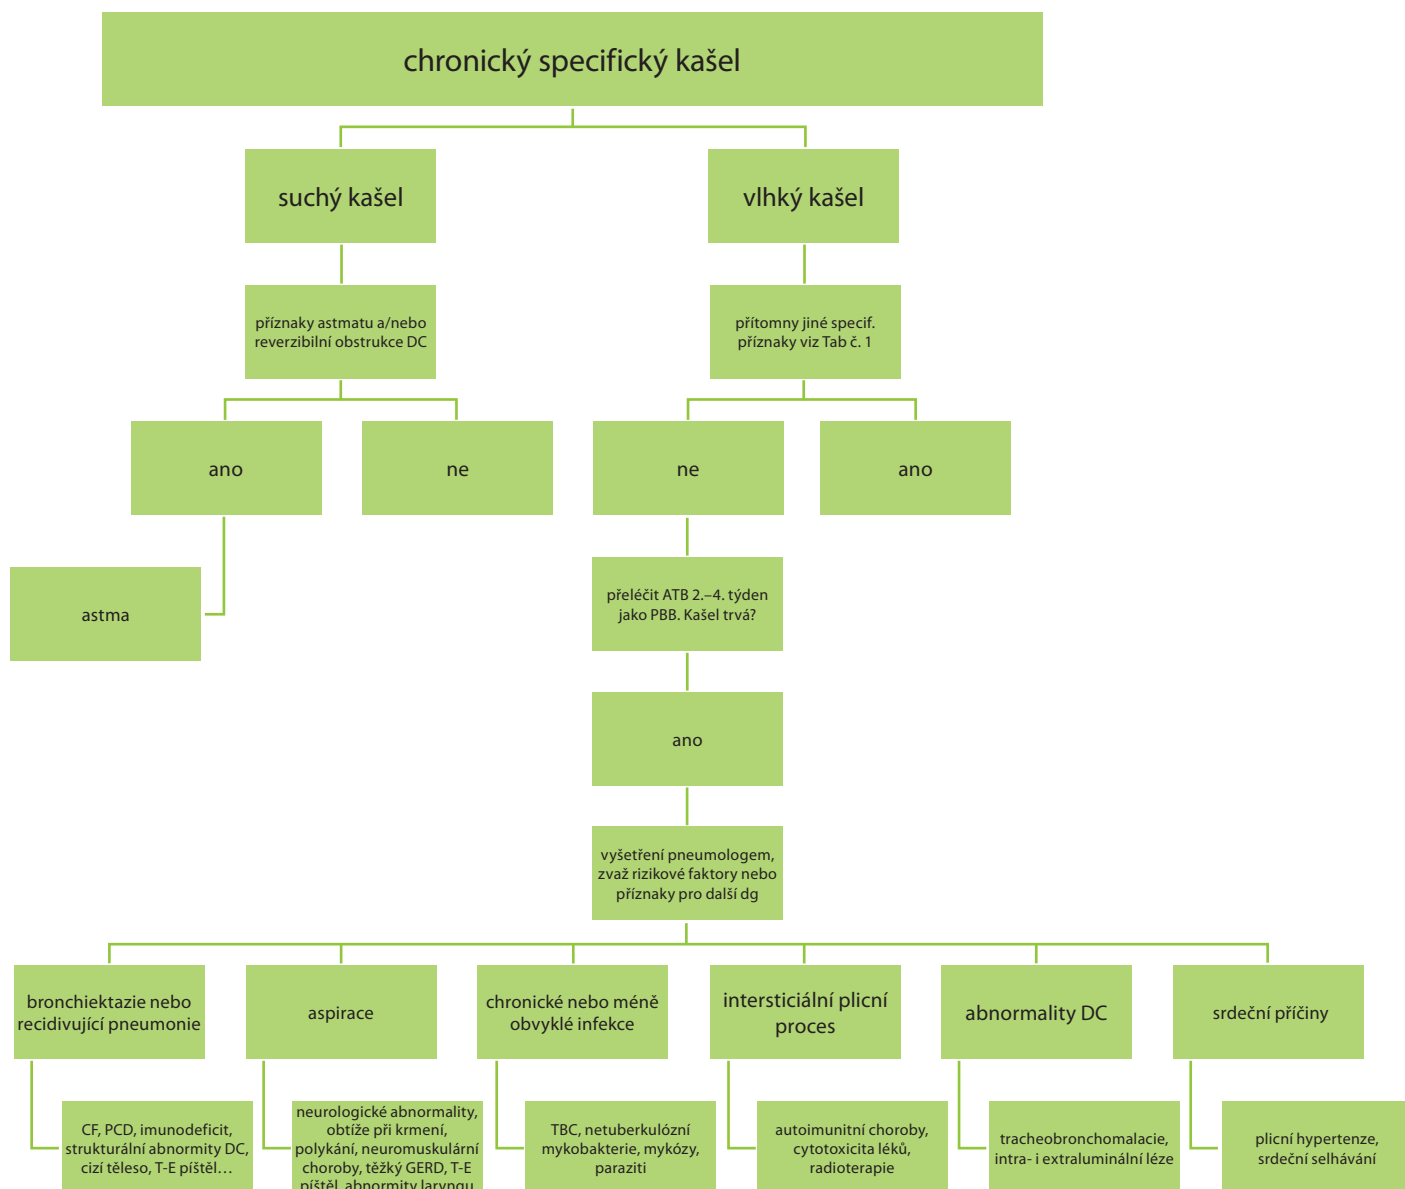 chronický specifický kašel
suchý kašel
vlhký kašel
příznaky astmatu a/nebo
reverzibilní obstrukce DC
přítomny jiné specif.
příznaky viz Tab č. 1
ano
ne
ne
ano
astma
přeléčit ATB 2.–4. týden
jako PBB. Kašel trvá?
ano
vyšetření pneumologem,
zvaž rizikové faktory nebo
příznaky pro další dg
bronchiektazie nebo
recidivující pneumonie
aspirace
chronické nebo méně
obvyklé infekce
intersticiální plicní
proces
abnormality DC
srdeční příčiny
CF, PCD, imunodeficit,
strukturální abnormity DC,
cizí těleso, T-E píštěl…
neurologické abnormality,
obtíže při krmení,
polykání, neuromuskulární
choroby, těžký GERD, T-E
píštěl, abnormity laryngu
TBC, netuberkulózní
mykobakterie, mykózy,
paraziti
autoimunitní choroby,
cytotoxicita léků,
radioterapie
tracheobronchomalacie,
intra- i extraluminální léze
plicní hypertenze,
srdeční selhávání